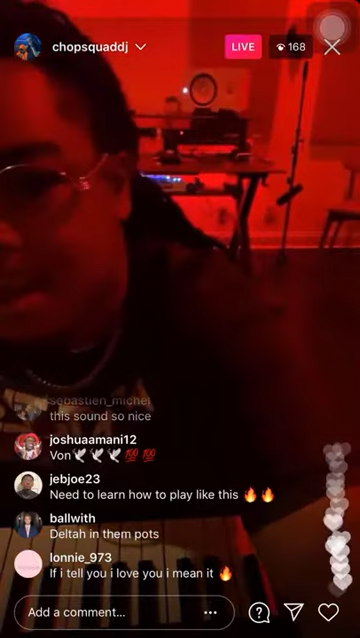 chopsquaddj
LIVE
168
sebastien_michel
this sound so nice
joshuaamani12
Von🕊🕊🕊💯💯
jebjoe23
Need to learn how to play like this 🔥🔥
ballwith
Deltah in them pots
lonnie_973
If i tell you i love you i mean it 🔥
Add a comment...